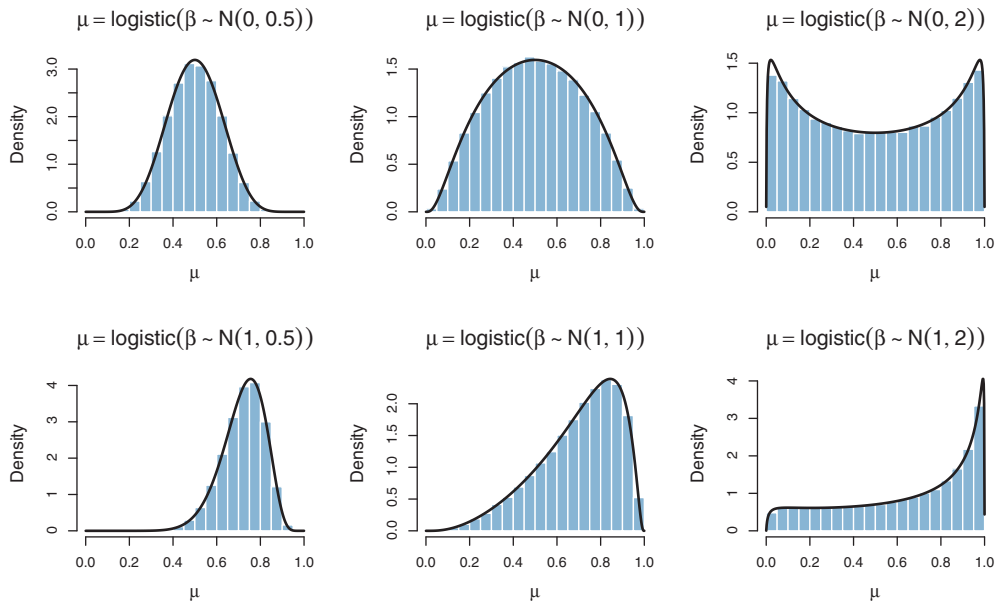 μ = logistic(β ~ N(0, 0.5))
Density
0.0 1.0 2.0 3.0
0.0 0.2 0.4 0.6 0.8 1.0
μ
μ = logistic(β ~ N(0, 1))
Density
0.0 0.5 1.0 1.5
0.0 0.2 0.4 0.6 0.8 1.0
μ
μ = logistic(β ~ N(0, 2))
Density
0.0 0.5 1.0 1.5
0.0 0.2 0.4 0.6 0.8 1.0
μ
μ = logistic(β ~ N(1, 0.5))
Density
0 1 2 3 4
0.0 0.2 0.4 0.6 0.8 1.0
μ
μ = logistic(β ~ N(1, 1))
Density
0.0 0.5 1.0 1.5 2.0
0.0 0.2 0.4 0.6 0.8 1.0
μ
μ = logistic(β ~ N(1, 2))
Density
0 1 2 3 4
0.0 0.2 0.4 0.6 0.8 1.0
μ